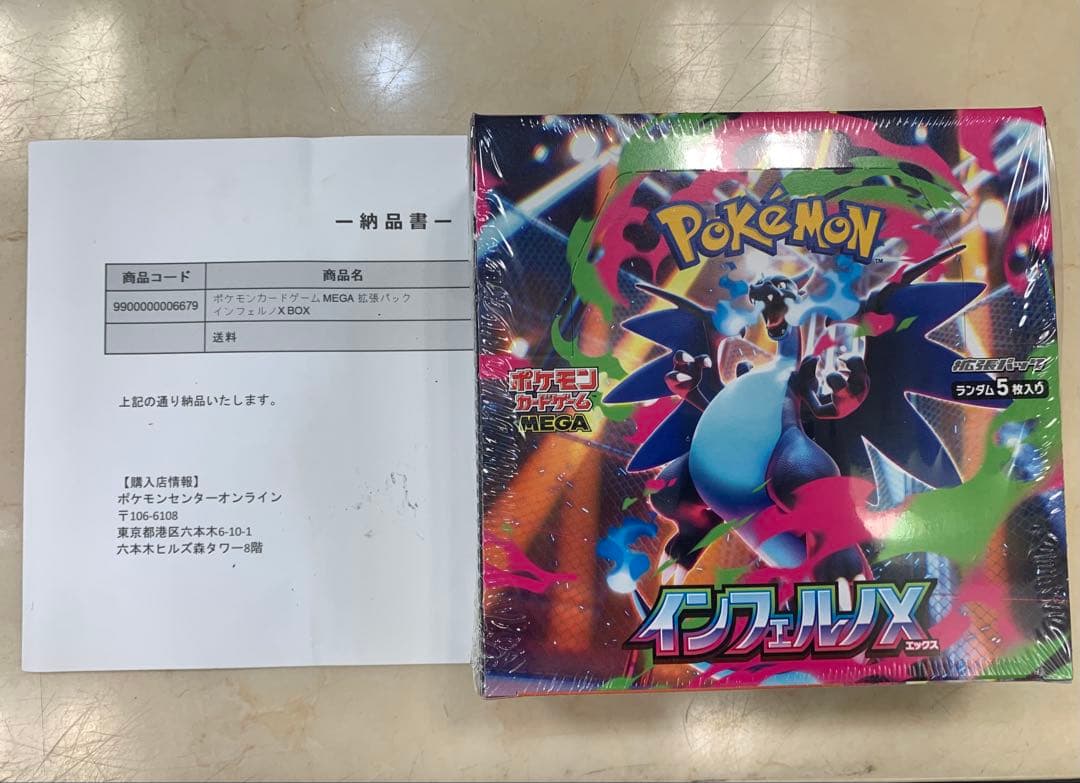 ー納品書ー
商品コード 商品名
9900000006679 ポケモンカードゲームMEGA 拡張パック
インフェルノX BOX
送料
上記の通り納品いたします。
【購入店情報】
ポケモンセンターオンライン
〒106-6108
東京都港区六本木6-10-1
六本木ヒルズ森タワー8階
POKéMON
TM
ポケモン
カードゲーム
MEGA
拡張パック
ランダム5枚入り
インフェルノX
エックス